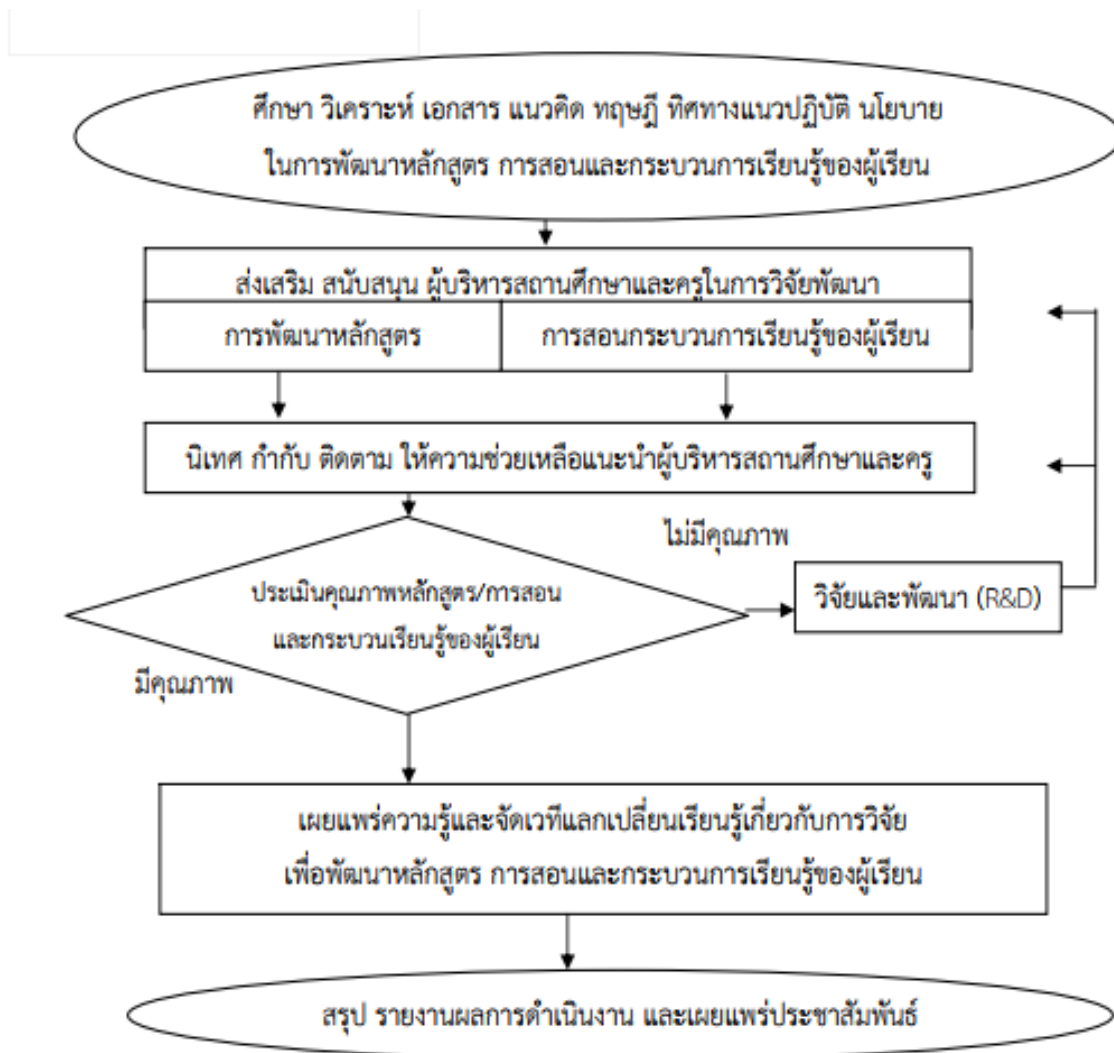 ศึกษา วิเคราะห์ เอกสาร แนวคิด ทฤษฎี ทิศทางแนวปฏิบัติ นโยบาย
ในการพัฒนาหลักสูตร การสอนและกระบวนการเรียนรู้ของผู้เรียน
ส่งเสริม สนับสนุน ผู้บริหารสถานศึกษาและครูในการวิจัยพัฒนา
การพัฒนาหลักสูตร
การสอนกระบวนการเรียนรู้ของผู้เรียน
นิเทศ กำกับ ติดตาม ให้ความช่วยเหลือแนะนำผู้บริหารสถานศึกษาและครู
ไม่มีคุณภาพ
ประเมินคุณภาพหลักสูตร/การสอน
และกระบวนเรียนรู้ของผู้เรียน
วิจัยและพัฒนา (R&D)
มีคุณภาพ
เผยแพร่ความรู้และจัดเวทีแลกเปลี่ยนเรียนรู้เกี่ยวกับการวิจัย
เพื่อพัฒนาหลักสูตร การสอนและกระบวนการเรียนรู้ของผู้เรียน
สรุป รายงานผลการดำเนินงาน และเผยแพร่ประชาสัมพันธ์